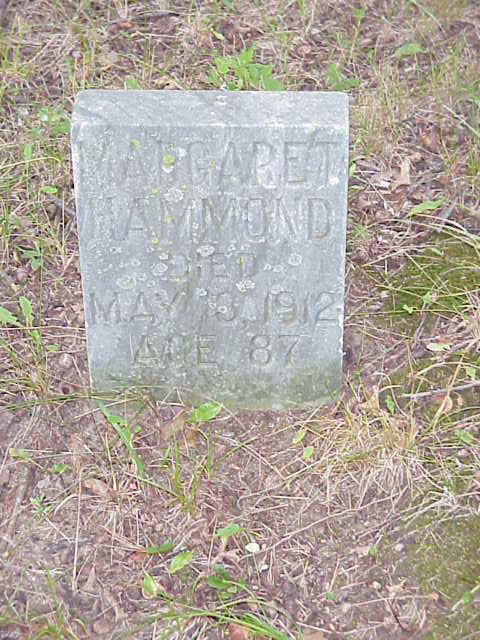 MARGARET
HAMMOND
DIED
MAY 1912
AGE 87